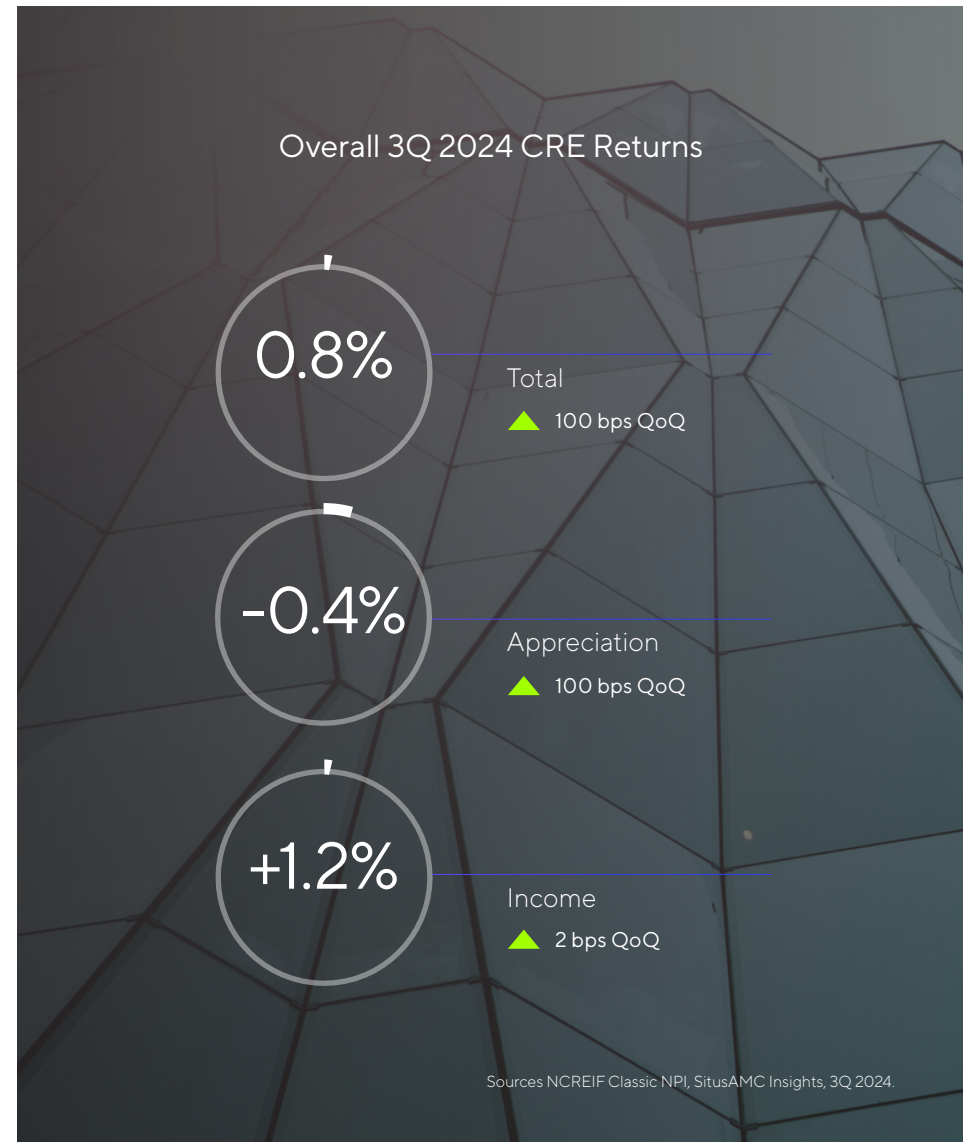 Overall 3Q 2024 CRE Returns
0.8%
Total
100 bps QoQ
-0.4%
Appreciation
100 bps QoQ
+1.2%
Income
2 bps QoQ
Sources NCREIF Classic NPI, SitusAMC Insights, 3Q 2024.